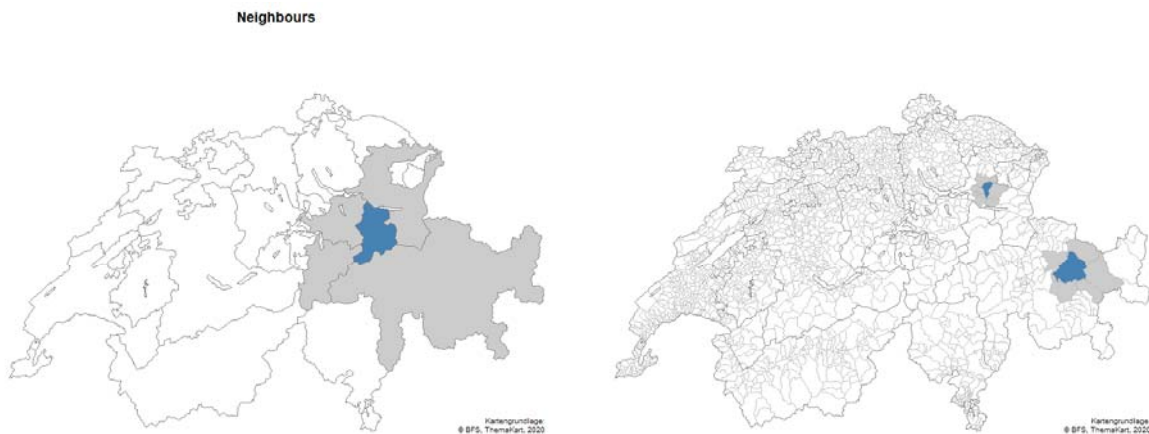 Neighbours
Kartengrundlage:
© BFS, ThemaKart, 2020
Kartengrundlage:
© BFS, ThemaKart, 2020